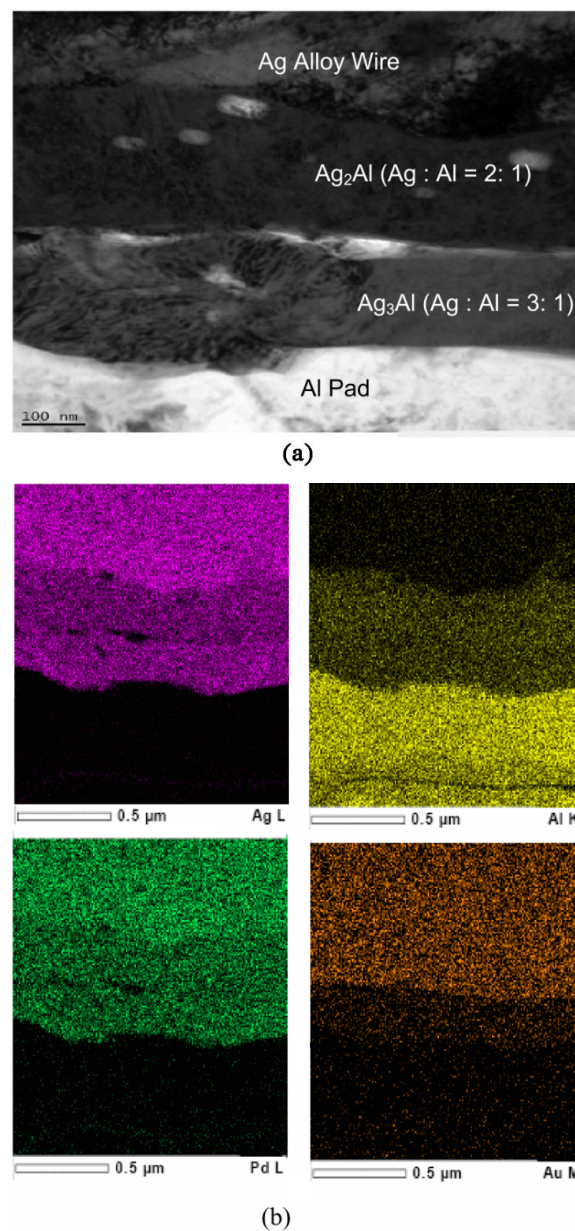 Ag Alloy Wire
Ag₂Al (Ag : Al = 2: 1)
Ag₃Al (Ag : Al = 3: 1)
Al Pad
100 nm
(a)
0.5 µm Ag L
0.5 µm Al K
0.5 µm Pd L
0.5 µm Au M
(b)